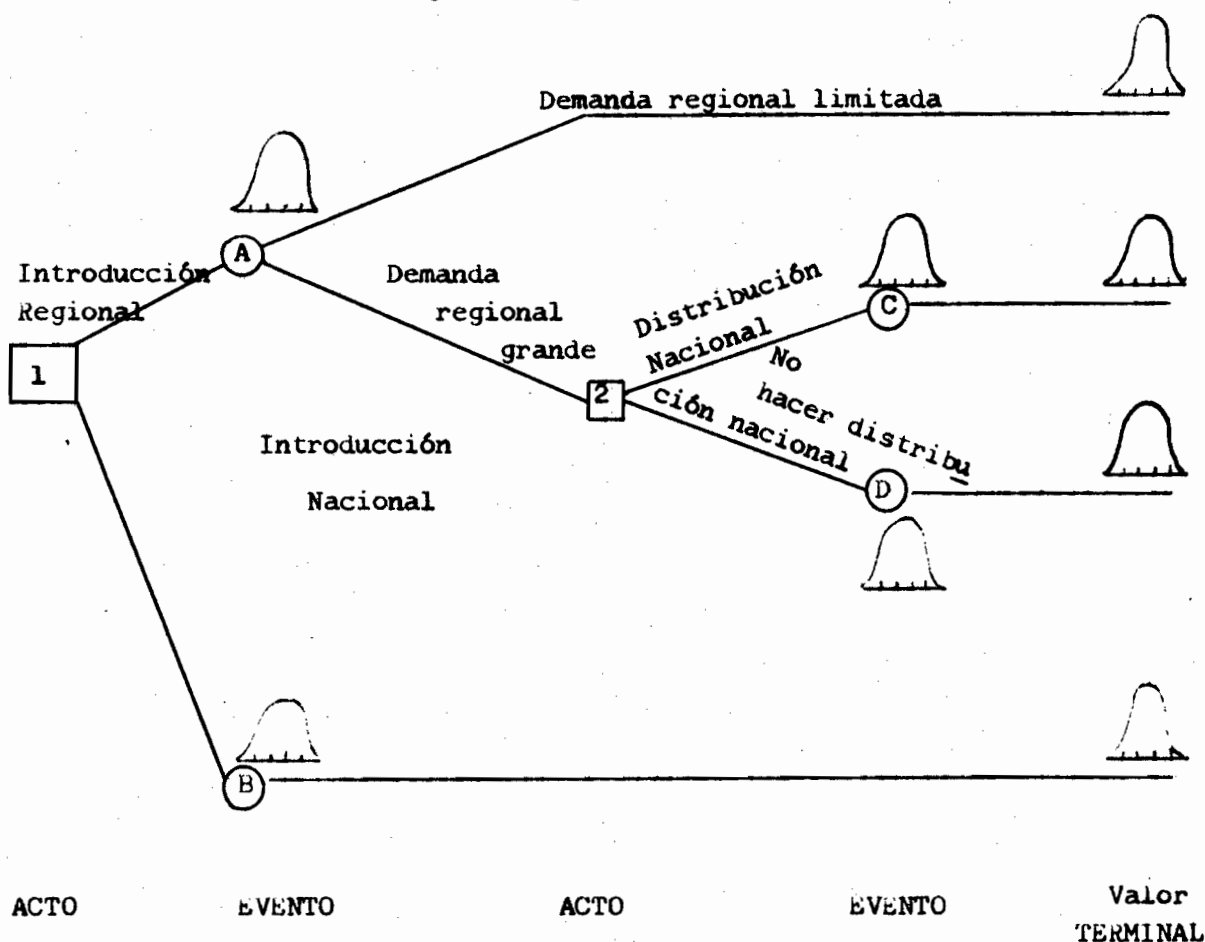 Demanda regional limitada
A
Introducción
Regional
Demanda
regional
grande
Distribución
Nacional
C
1
2
No
hacer distribu
ción nacional
Introducción
Nacional
D
B
ACTO
EVENTO
ACTO
EVENTO
Valor
TERMINAL